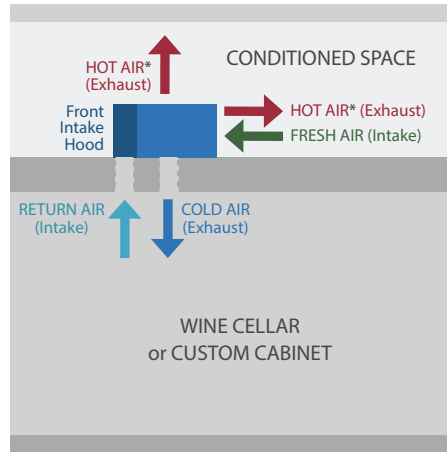 CONDITIONED SPACE
HOT AIR*
(Exhaust)
Front
Intake
Hood
HOT AIR* (Exhaust)
FRESH AIR (Intake)
RETURN AIR
(Intake)
COLD AIR
(Exhaust)
WINE CELLAR
or CUSTOM CABINET